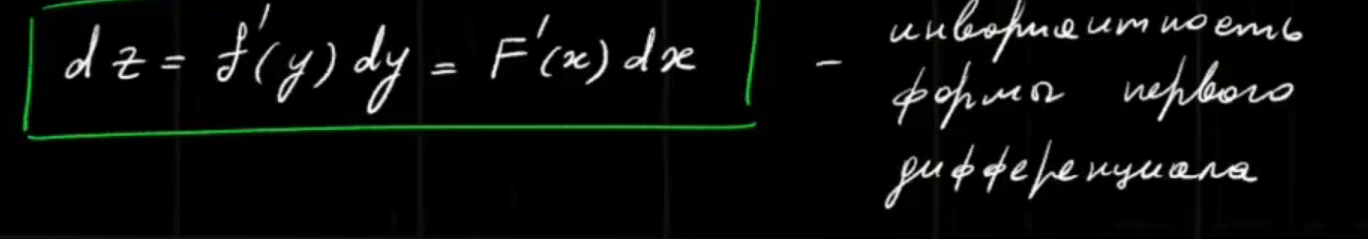 dz = f'(y) dy = F'(x) dx
— инвариантность
формы первого
дифференциала